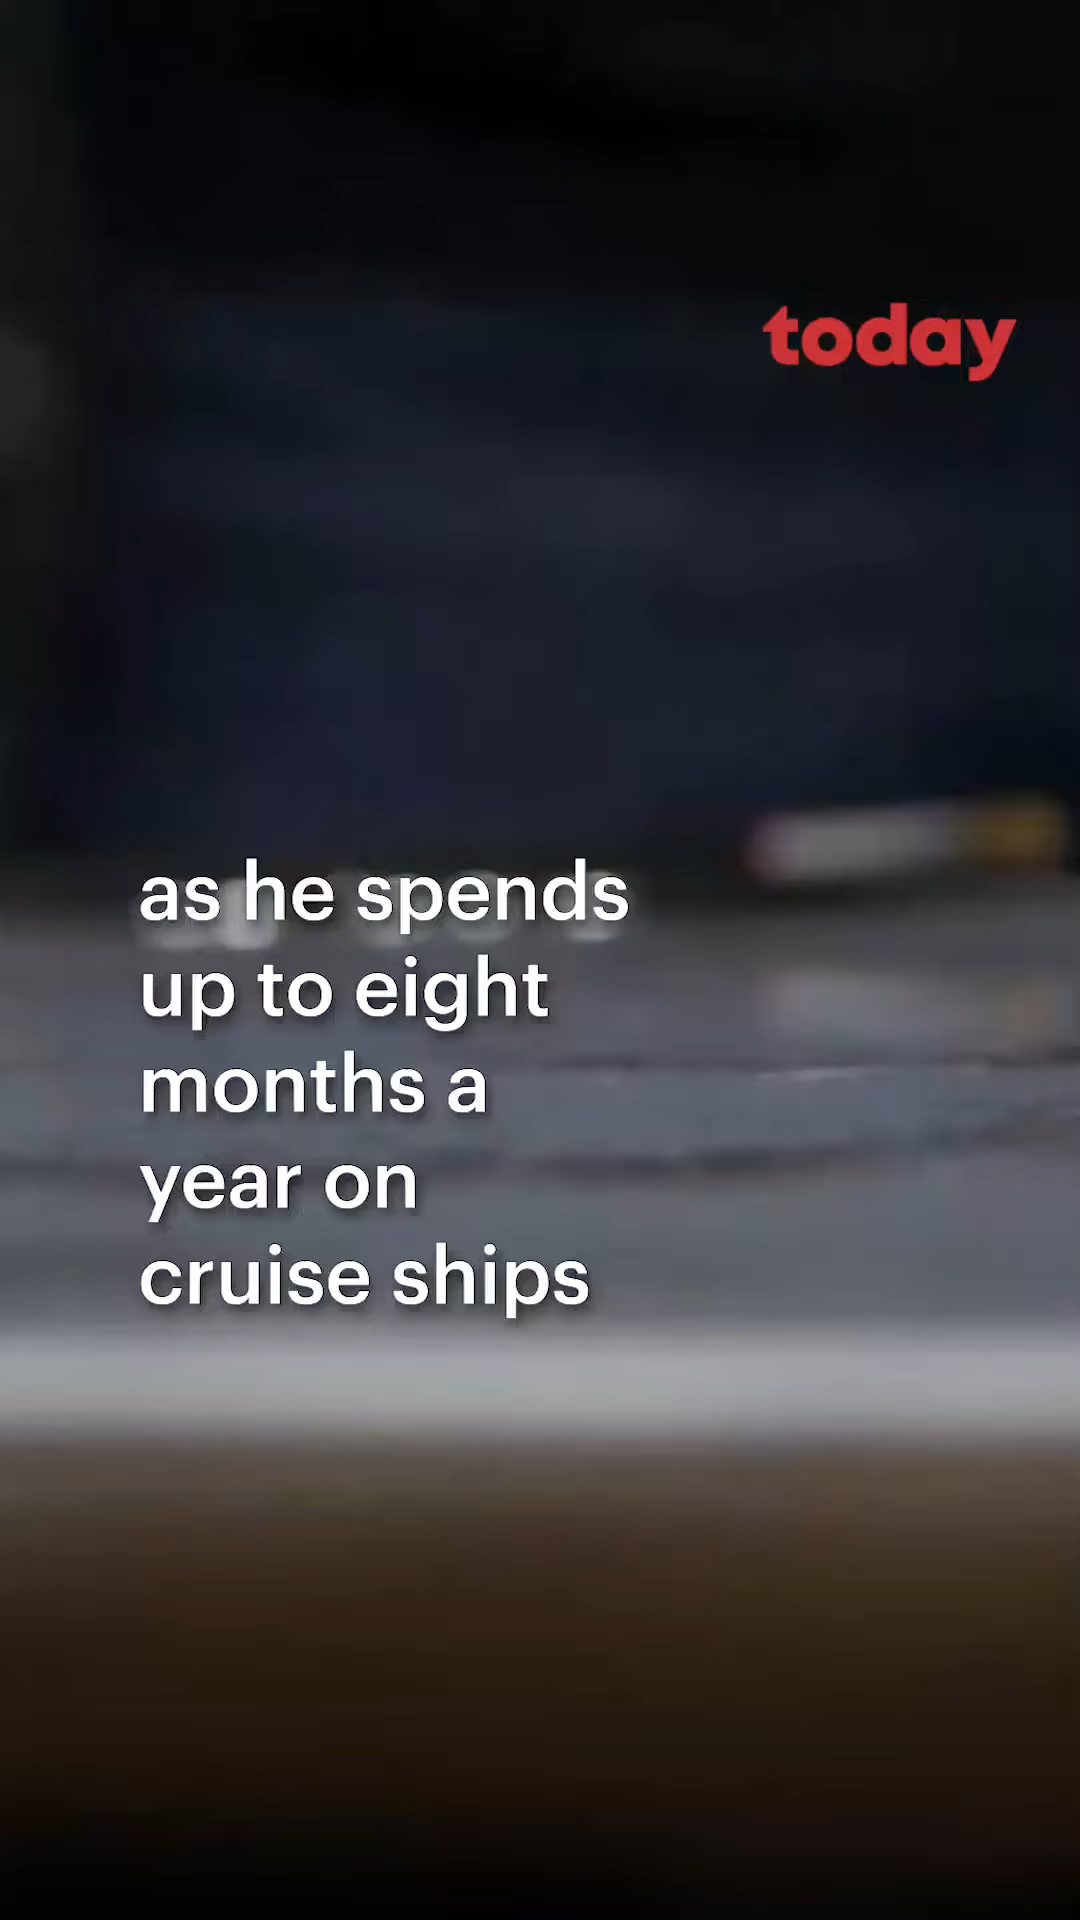 today
as he spends
up to eight
months a
year on
cruise ships